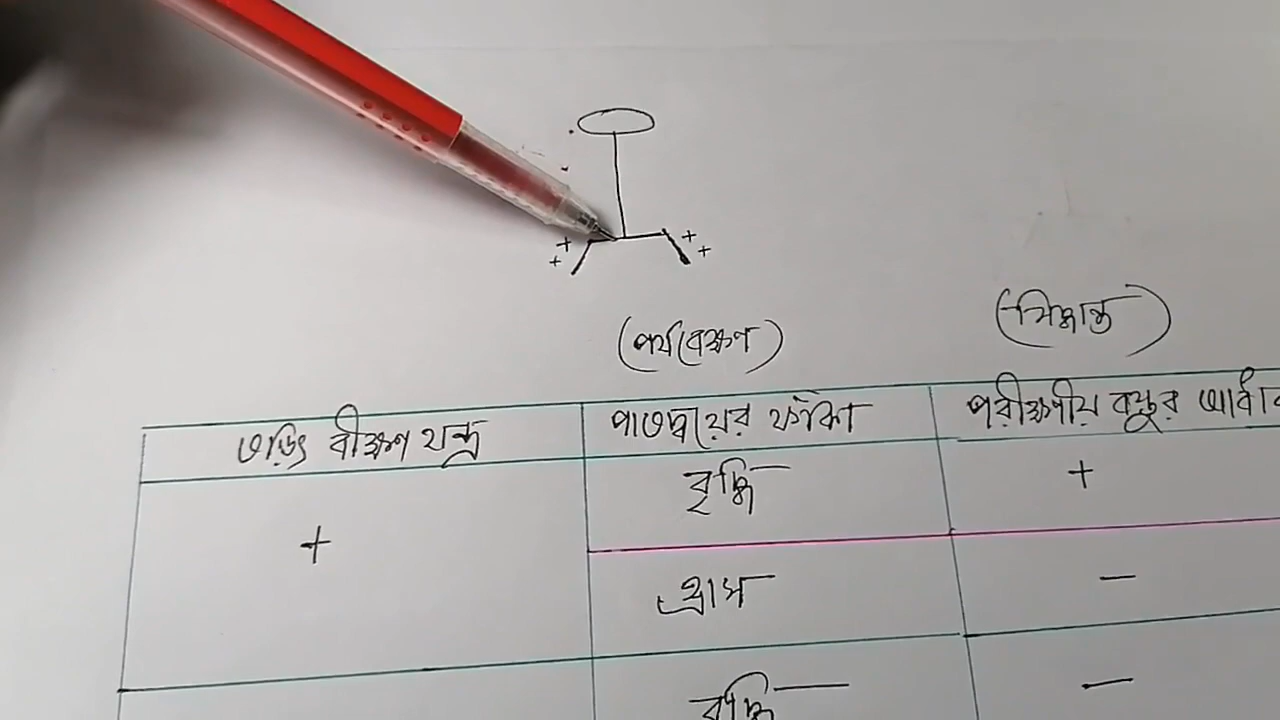 + +
+ +
(পর্যবেক্ষণ) (সিদ্ধান্ত)
তড়িৎ বীক্ষণ যন্ত্র পাতদ্বয়ের ফাঁকা পরীক্ষণীয় বস্তুর আধান
+ বৃদ্ধি +
হ্রাস −
বৃদ্ধি −